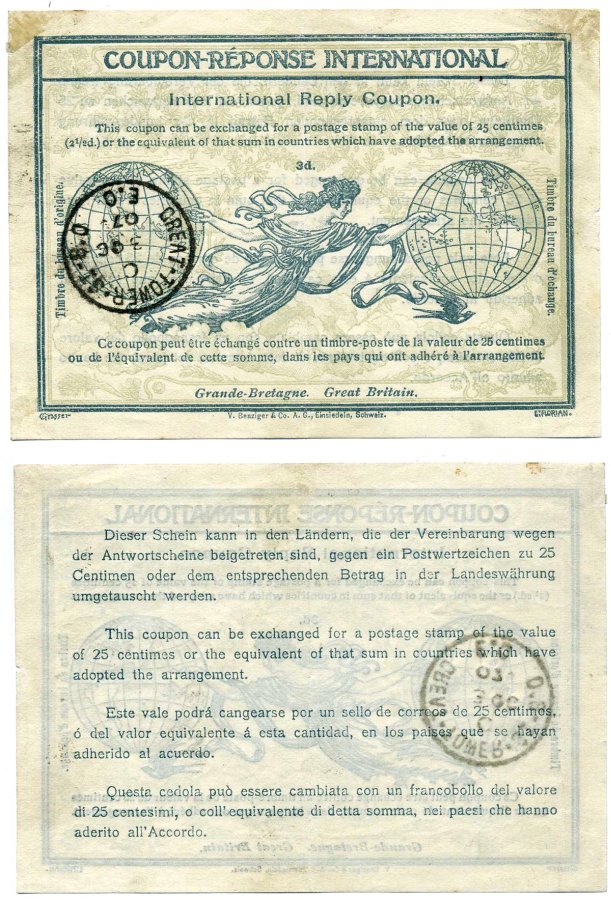 COUPON-RÉPONSE INTERNATIONAL
International Reply Coupon.
This coupon can be exchanged for a postage stamp of the value of 25 centimes
(2½d.) or the equivalent of that sum in countries which have adopted the arrangement.
3d.
Timbre du bureau d'origine.
GREAT-TOWER-ST-B.O.
E.C.
C
3 DE
07
Timbre du bureau d'échange.
Ce coupon peut être échangé contre un timbre-poste de la valeur de 25 centimes
ou de l'équivalent de cette somme, dans les pays qui ont adhéré à l'arrangement.
Grande-Bretagne. Great Britain.
Grasset
V. Benziger & Co. A. G., Einsiedeln, Schweiz.
E.FLORIAN.
Dieser Schein kann in den Ländern, die der Vereinbarung wegen
der Antwortscheine beigetreten sind, gegen ein Postwertzeichen zu 25
Centimen oder dem entsprechenden Betrag in der Landeswährung
umgetauscht werden.
This coupon can be exchanged for a postage stamp of the value
of 25 centimes or the equivalent of that sum in countries which have
adopted the arrangement.
Este vale podrá cangearse por un sello de correos de 25 centimos,
ó del valor equivalente á esta cantidad, en los paises que se hayan
adherido al acuerdo.
Questa cedola può essere cambiata con un francobollo del valore
di 25 centesimi, o coll'equivalente di detta somma, nei paesi che hanno
aderito all'Accordo.